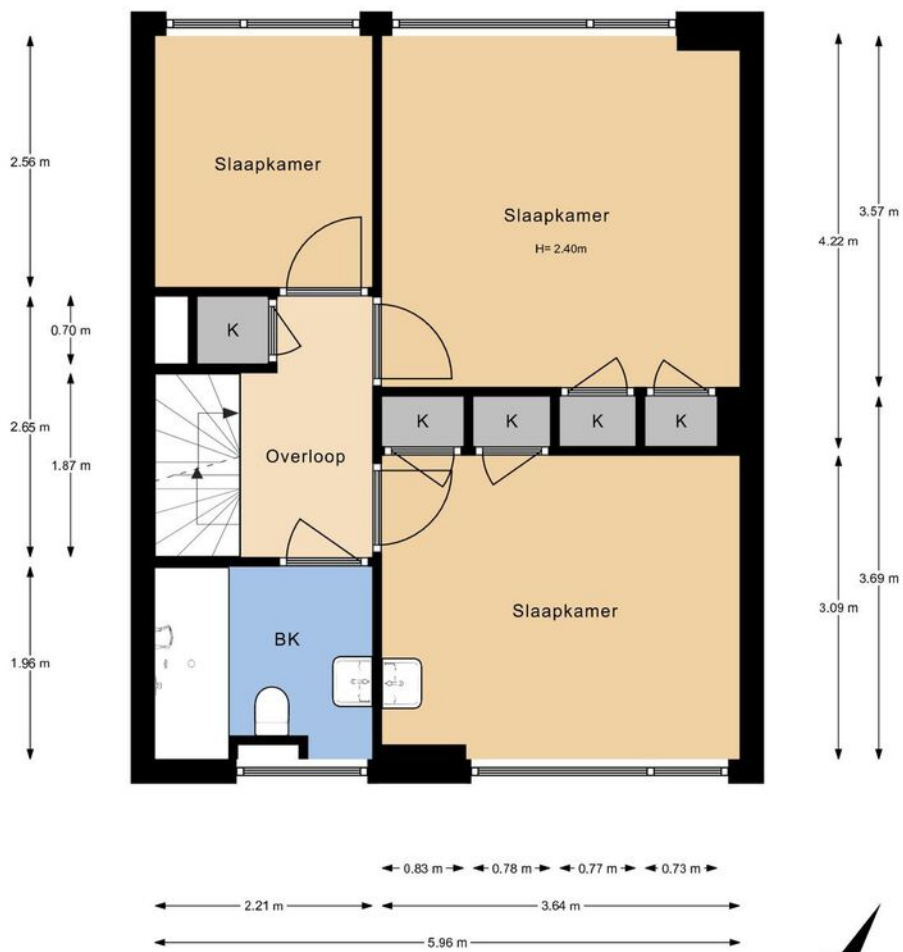 2.56 m
Slaapkamer
Slaapkamer
H= 2.40m
3.57 m
4.22 m
0.70 m
K
2.65 m
1.87 m
Overloop
K
K
K
K
3.69 m
3.09 m
Slaapkamer
BK
1.96 m
0.83 m
0.78 m
0.77 m
0.73 m
2.21 m
3.64 m
5.96 m